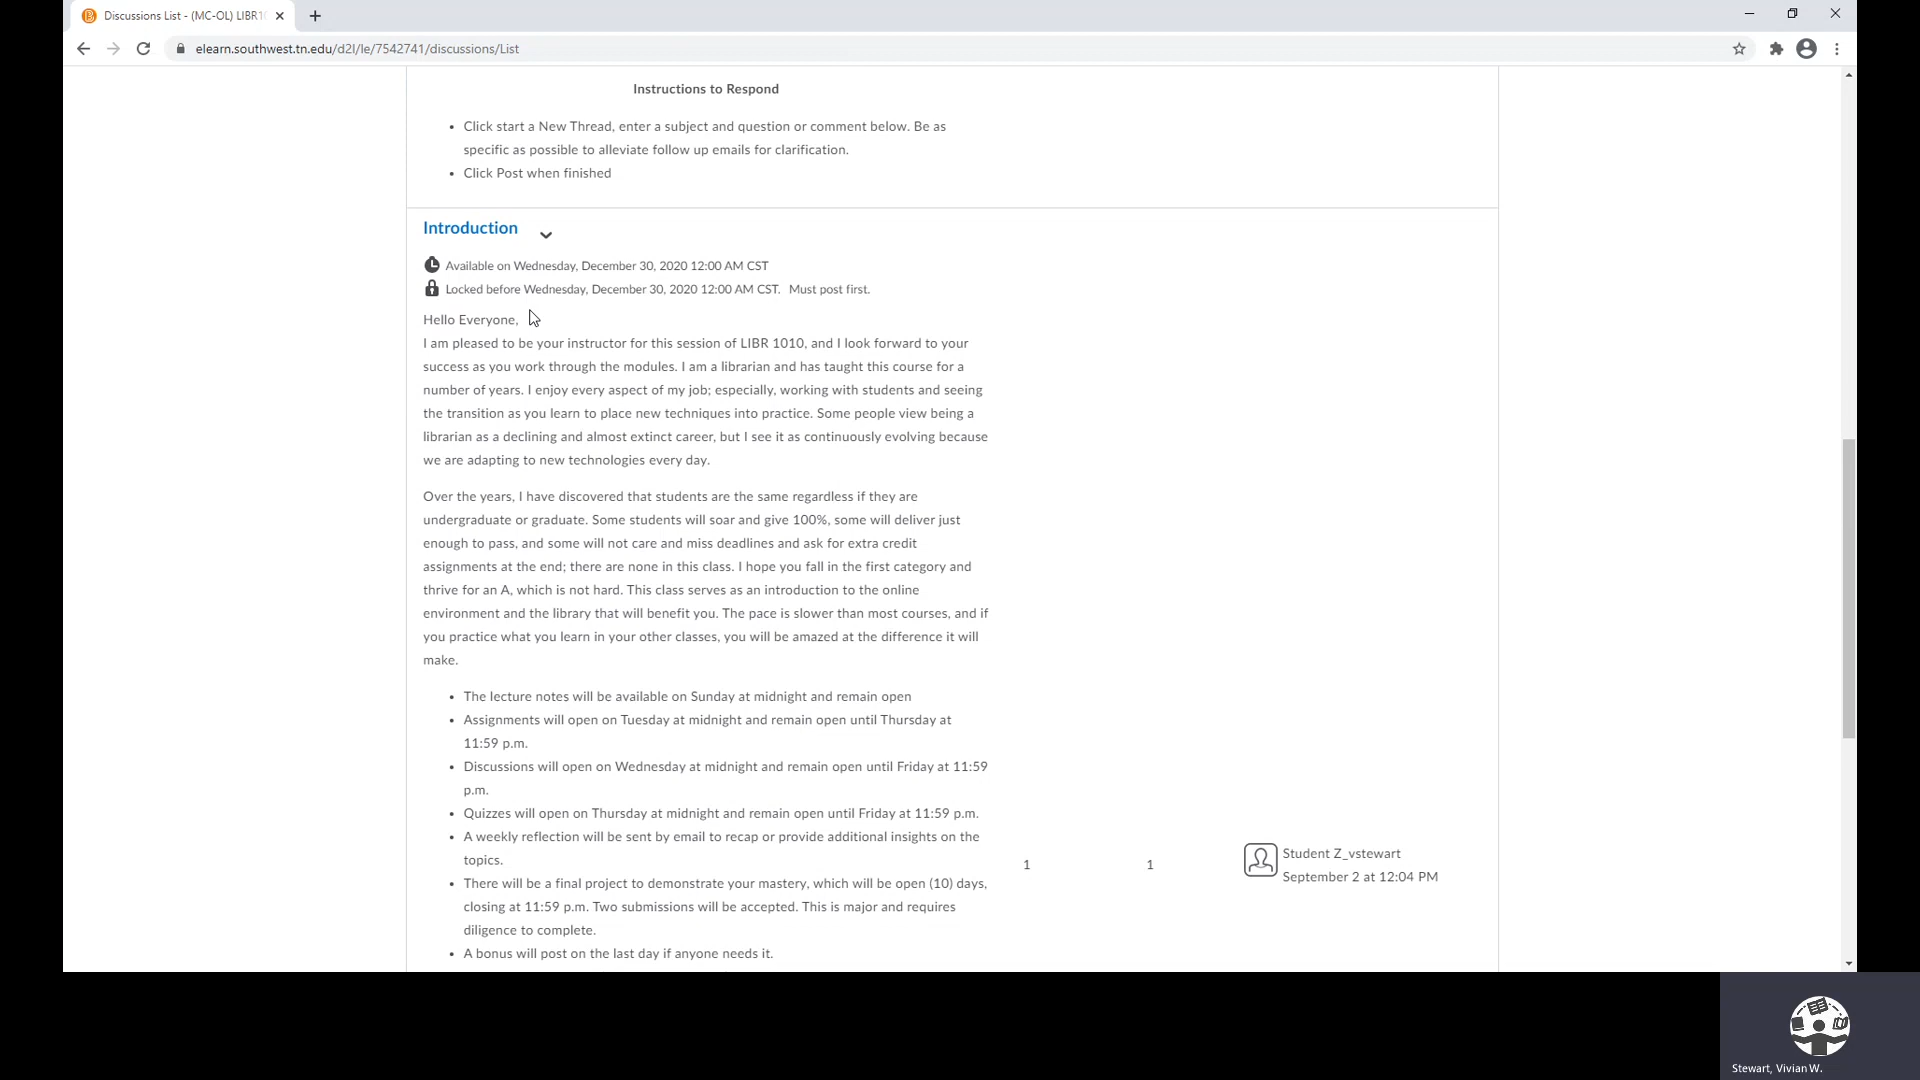 Discussions List - (MC-OL) LIBR1
elearn.southwest.tn.edu/d2l/le/7542741/discussions/List
Instructions to Respond
• Click start a New Thread, enter a subject and question or comment below. Be as
specific as possible to alleviate follow up emails for clarification.
• Click Post when finished
Introduction
Available on Wednesday, December 30, 2020 12:00 AM CST
Locked before Wednesday, December 30, 2020 12:00 AM CST. Must post first.
Hello Everyone,
I am pleased to be your instructor for this session of LIBR 1010, and I look forward to your
success as you work through the modules. I am a librarian and has taught this course for a
number of years. I enjoy every aspect of my job; especially, working with students and seeing
the transition as you learn to place new techniques into practice. Some people view being a
librarian as a declining and almost extinct career, but I see it as continuously evolving because
we are adapting to new technologies every day.
Over the years, I have discovered that students are the same regardless if they are
undergraduate or graduate. Some students will soar and give 100%, some will deliver just
enough to pass, and some will not care and miss deadlines and ask for extra credit
assignments at the end; there are none in this class. I hope you fall in the first category and
thrive for an A, which is not hard. This class serves as an introduction to the online
environment and the library that will benefit you. The pace is slower than most courses, and if
you practice what you learn in your other classes, you will be amazed at the difference it will
make.
• The lecture notes will be available on Sunday at midnight and remain open
• Assignments will open on Tuesday at midnight and remain open until Thursday at
11:59 p.m.
• Discussions will open on Wednesday at midnight and remain open until Friday at 11:59
p.m.
• Quizzes will open on Thursday at midnight and remain open until Friday at 11:59 p.m.
• A weekly reflection will be sent by email to recap or provide additional insights on the
topics.
• There will be a final project to demonstrate your mastery, which will be open (10) days,
closing at 11:59 p.m. Two submissions will be accepted. This is major and requires
diligence to complete.
• A bonus will post on the last day if anyone needs it.
1
1
Student Z_vstewart
September 2 at 12:04 PM
Stewart, Vivian W.